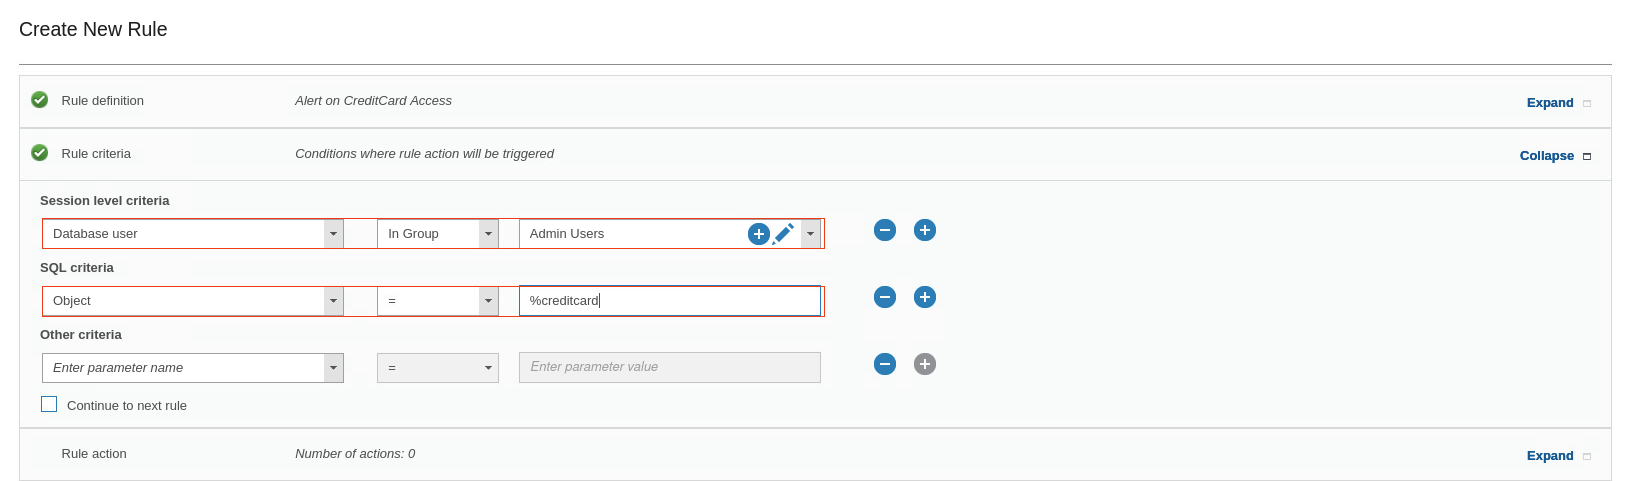 Create New Rule
Rule definition Alert on CreditCard Access Expand
Rule criteria Conditions where rule action will be triggered Collapse
Session level criteria
Database user In Group Admin Users
SQL criteria
Object = %creditcard
Other criteria
Enter parameter name = Enter parameter value
Continue to next rule
Rule action Number of actions: 0 Expand